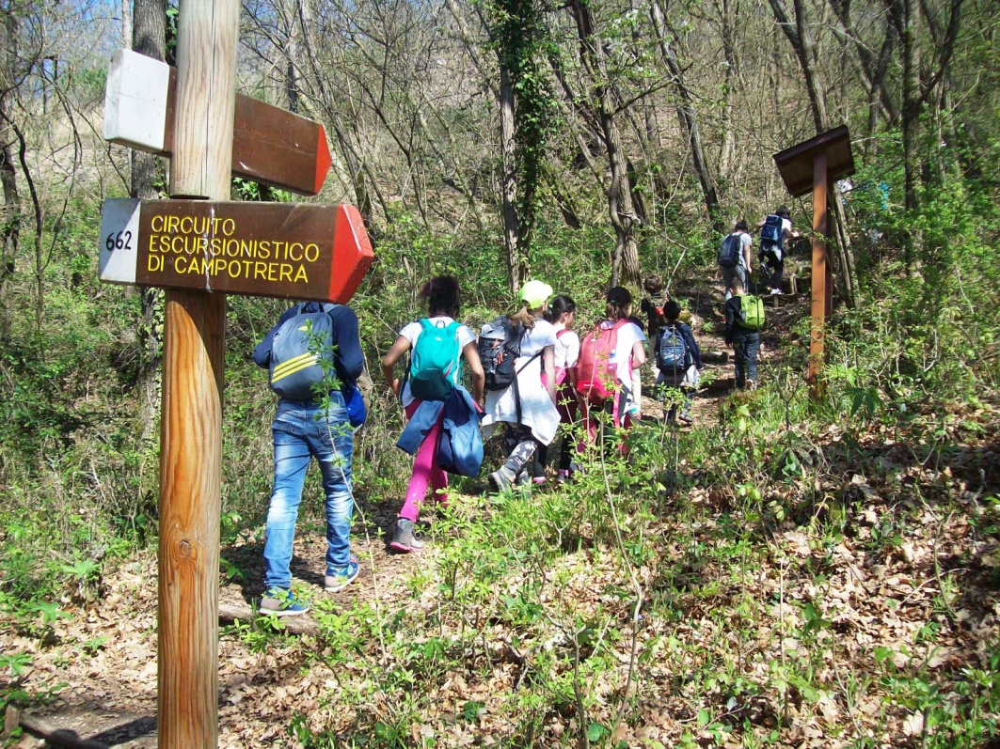 662
CIRCUITO
ESCURSIONISTICO
DI CAMPOTRERA